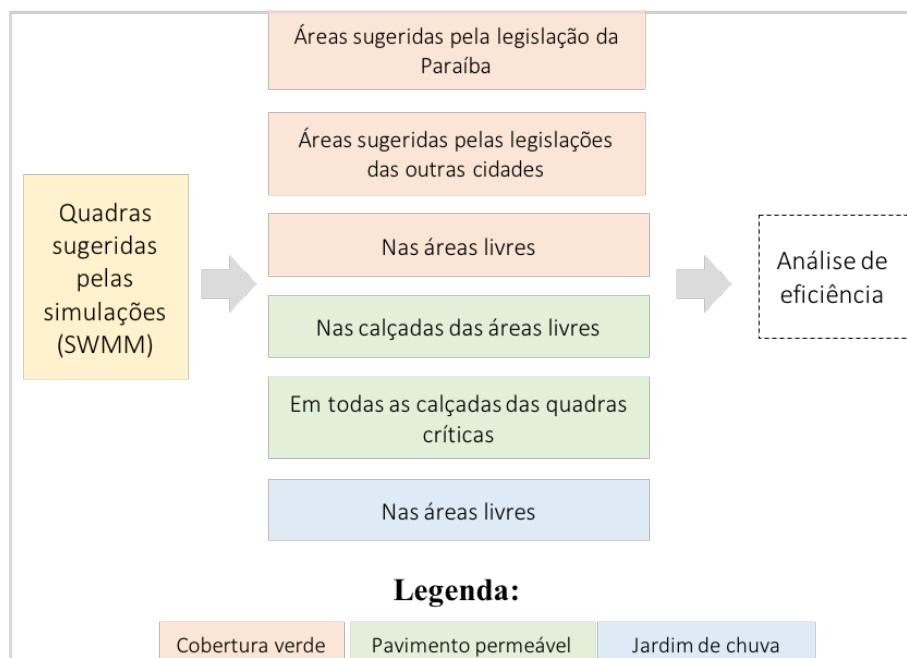 Áreas sugeridas pela legislação da
Paraíba
Áreas sugeridas pelas legislações
das outras cidades
Quadras
sugeridas
pelas
simulações
(SWMM)
Nas áreas livres
Nas calçadas das áreas livres
Em todas as calçadas das quadras
críticas
Nas áreas livres
Análise de
eficiência
Legenda:
Cobertura verde
Pavimento permeável
Jardim de chuva